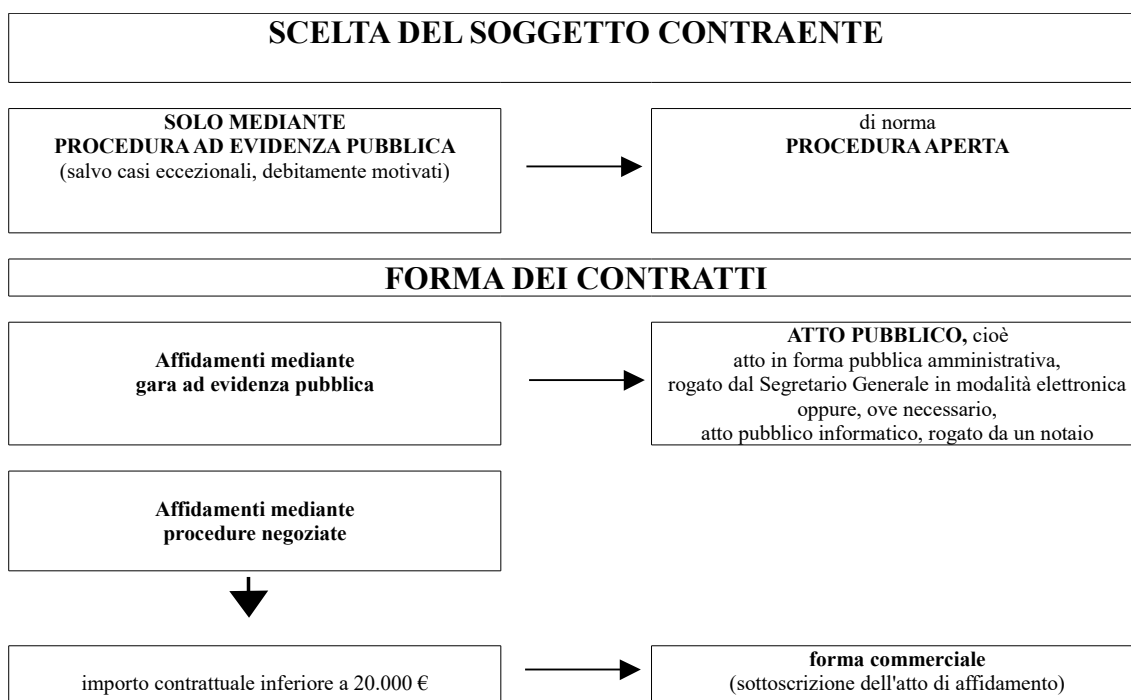 SCELTA DEL SOGGETTO CONTRAENTE
SOLO MEDIANTE
PROCEDURA AD EVIDENZA PUBBLICA
(salvo casi eccezionali, debitamente motivati)
di norma
PROCEDURA APERTA
FORMA DEI CONTRATTI
Affidamenti mediante
gara ad evidenza pubblica
ATTO PUBBLICO, cioè
atto in forma pubblica amministrativa,
rogato dal Segretario Generale in modalità elettronica
oppure, ove necessario,
atto pubblico informatico, rogato da un notaio
Affidamenti mediante
procedure negoziate
importo contrattuale inferiore a 20.000 €
forma commerciale
(sottoscrizione dell'atto di affidamento)